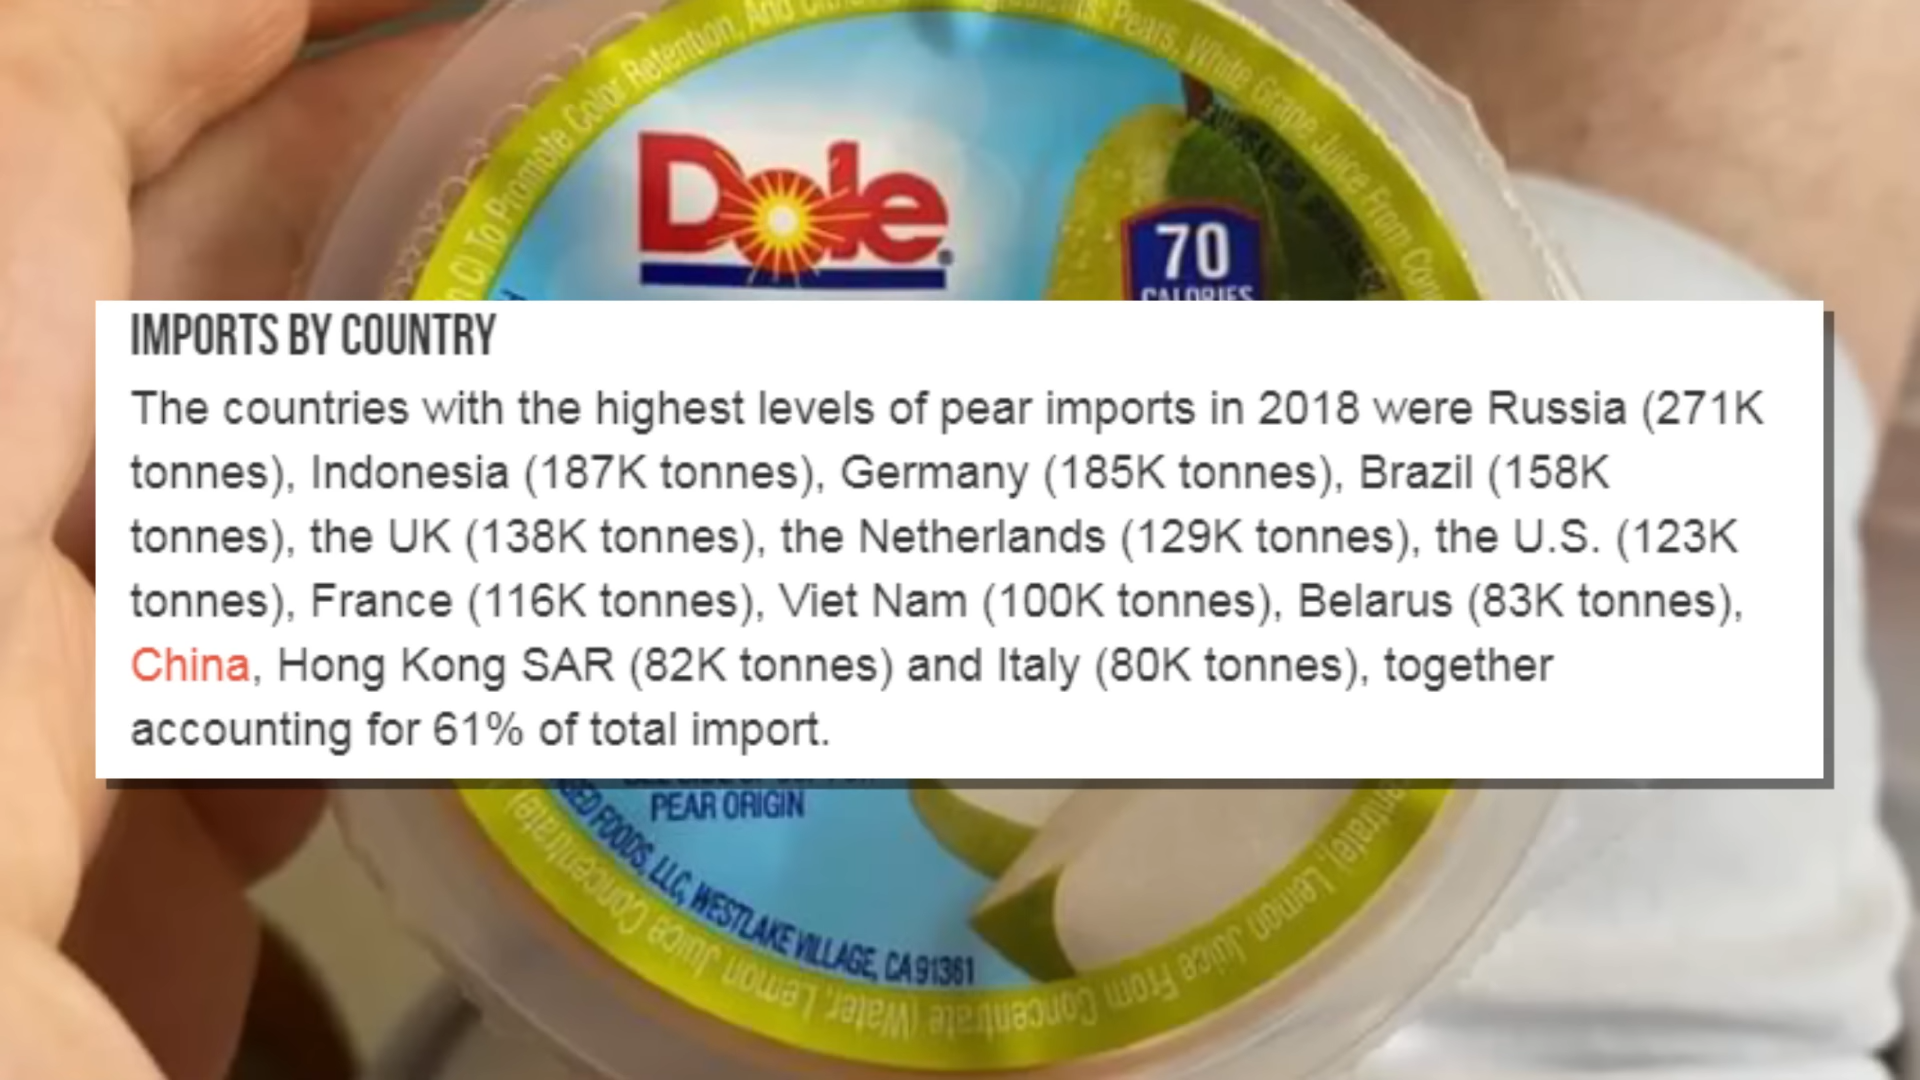 n C) To Promote Color Retention, And
Pears, White Grape Juice From
Dole
70
CALORIES
IMPORTS BY COUNTRY
The countries with the highest levels of pear imports in 2018 were Russia (271K
tonnes), Indonesia (187K tonnes), Germany (185K tonnes), Brazil (158K
tonnes), the UK (138K tonnes), the Netherlands (129K tonnes), the U.S. (123K
tonnes), France (116K tonnes), Viet Nam (100K tonnes), Belarus (83K tonnes),
China, Hong Kong SAR (82K tonnes) and Italy (80K tonnes), together
accounting for 61% of total import.
PEAR ORIGIN
FOODS, LLC, WESTLAKE VILLAGE, CA 91361
Lemon Juice From Concentrate (Water, Lemon Juice Concentrate)